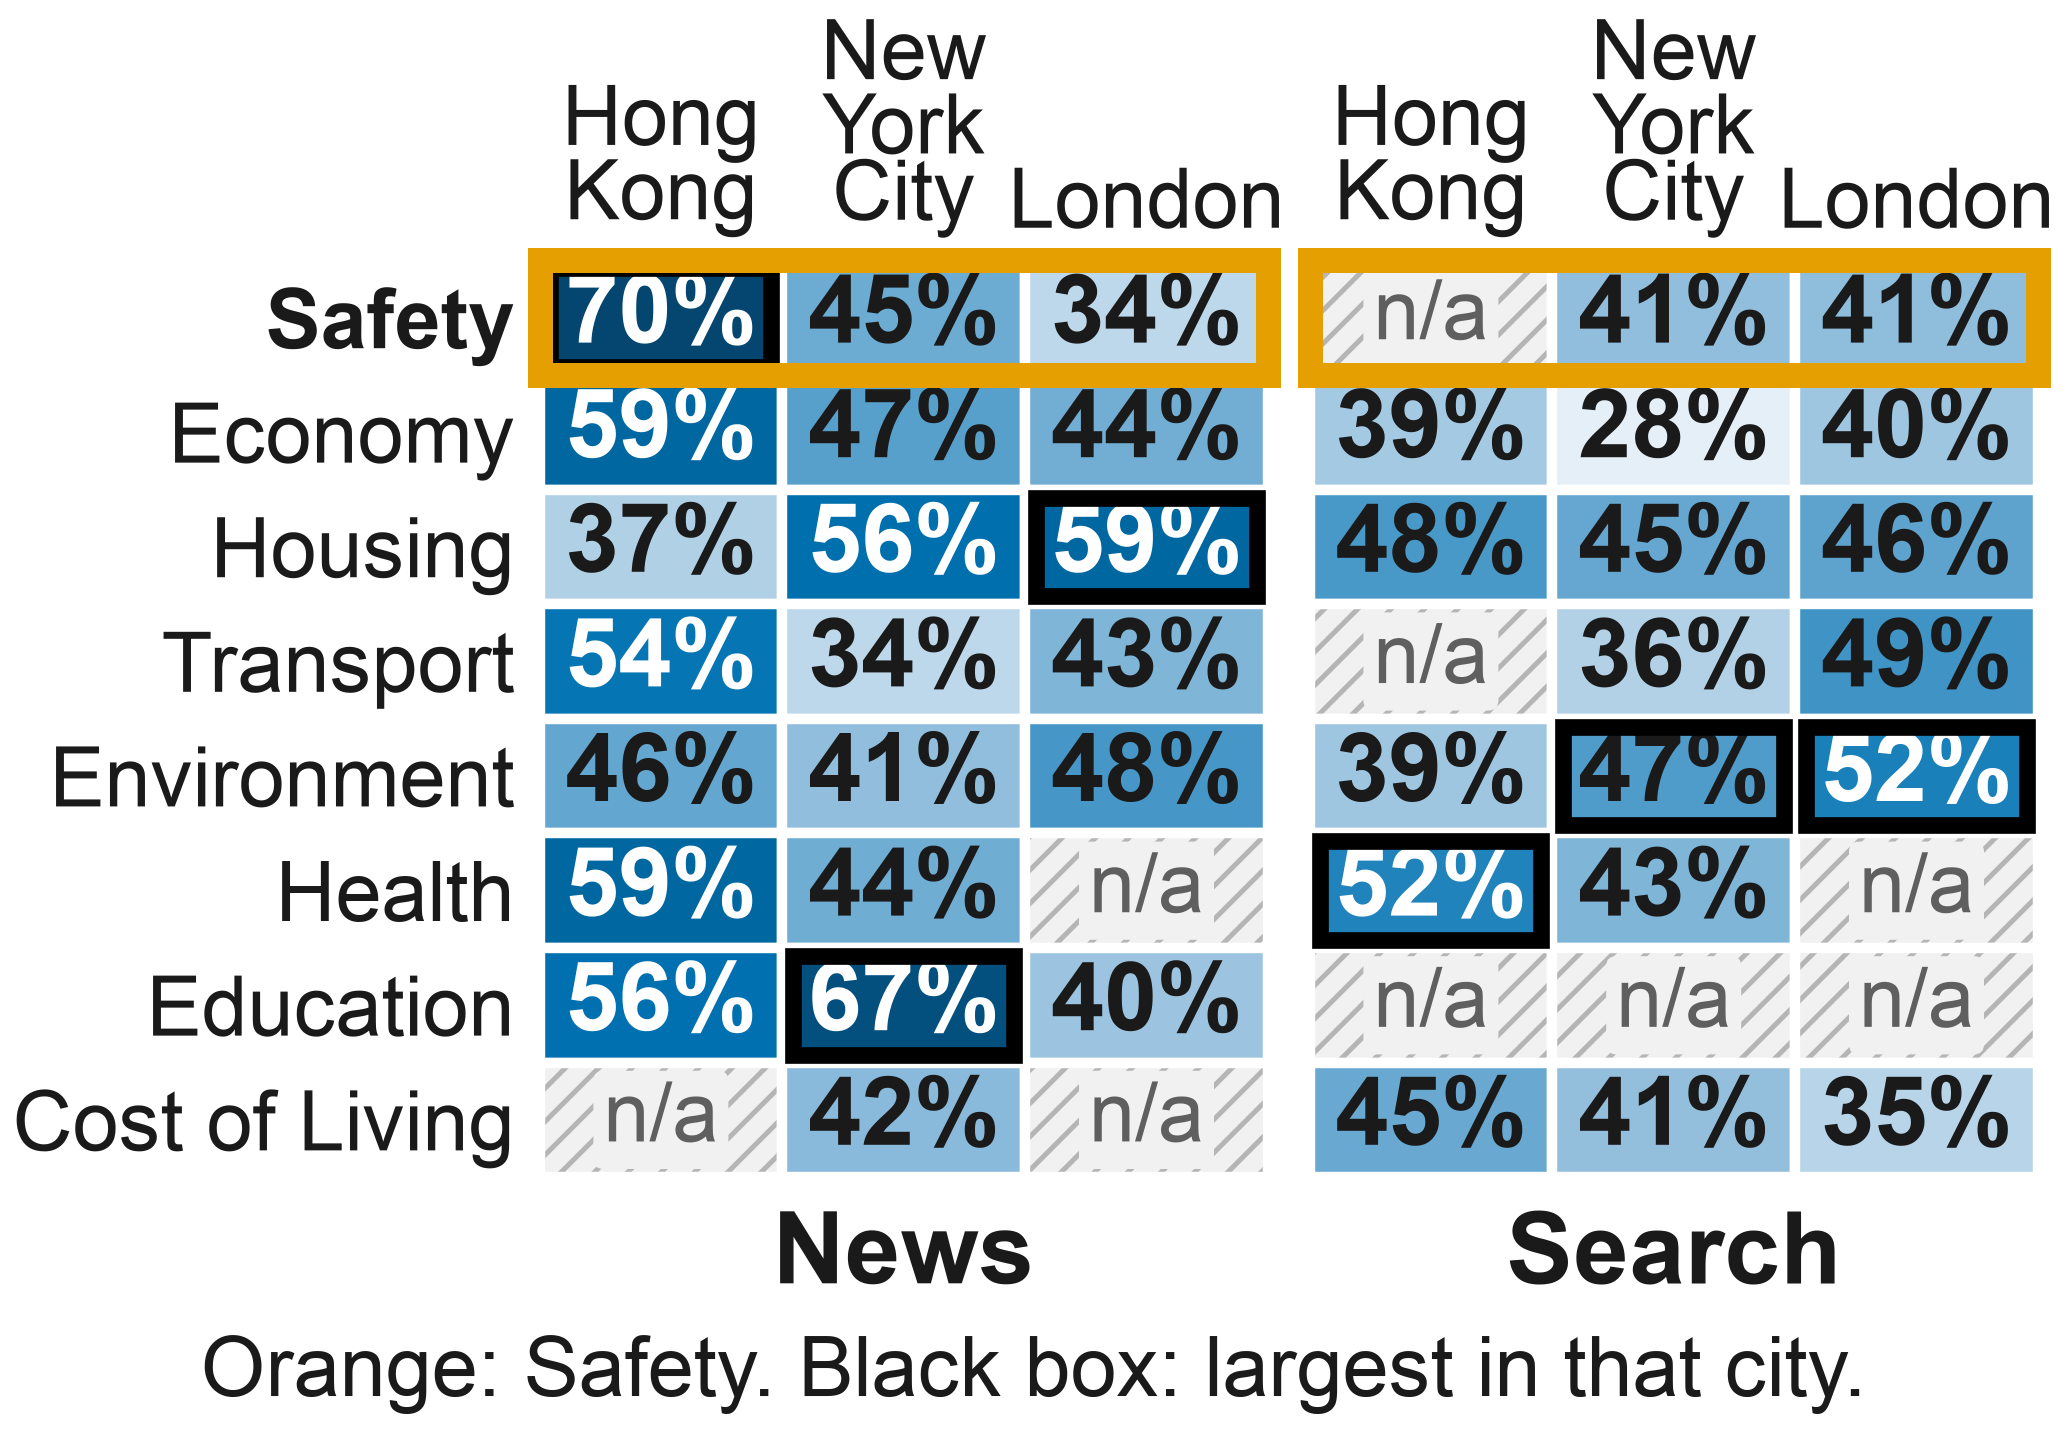 Hong Kong New York City London Hong Kong New York City London
Safety 70% 45% 34% n/a 41% 41%
Economy 59% 47% 44% 39% 28% 40%
Housing 37% 56% 59% 48% 45% 46%
Transport 54% 34% 43% n/a 36% 49%
Environment 46% 41% 48% 39% 47% 52%
Health 59% 44% n/a 52% 43% n/a
Education 56% 67% 40% n/a n/a n/a
Cost of Living n/a 42% n/a 45% 41% 35%
News Search
Orange: Safety. Black box: largest in that city.